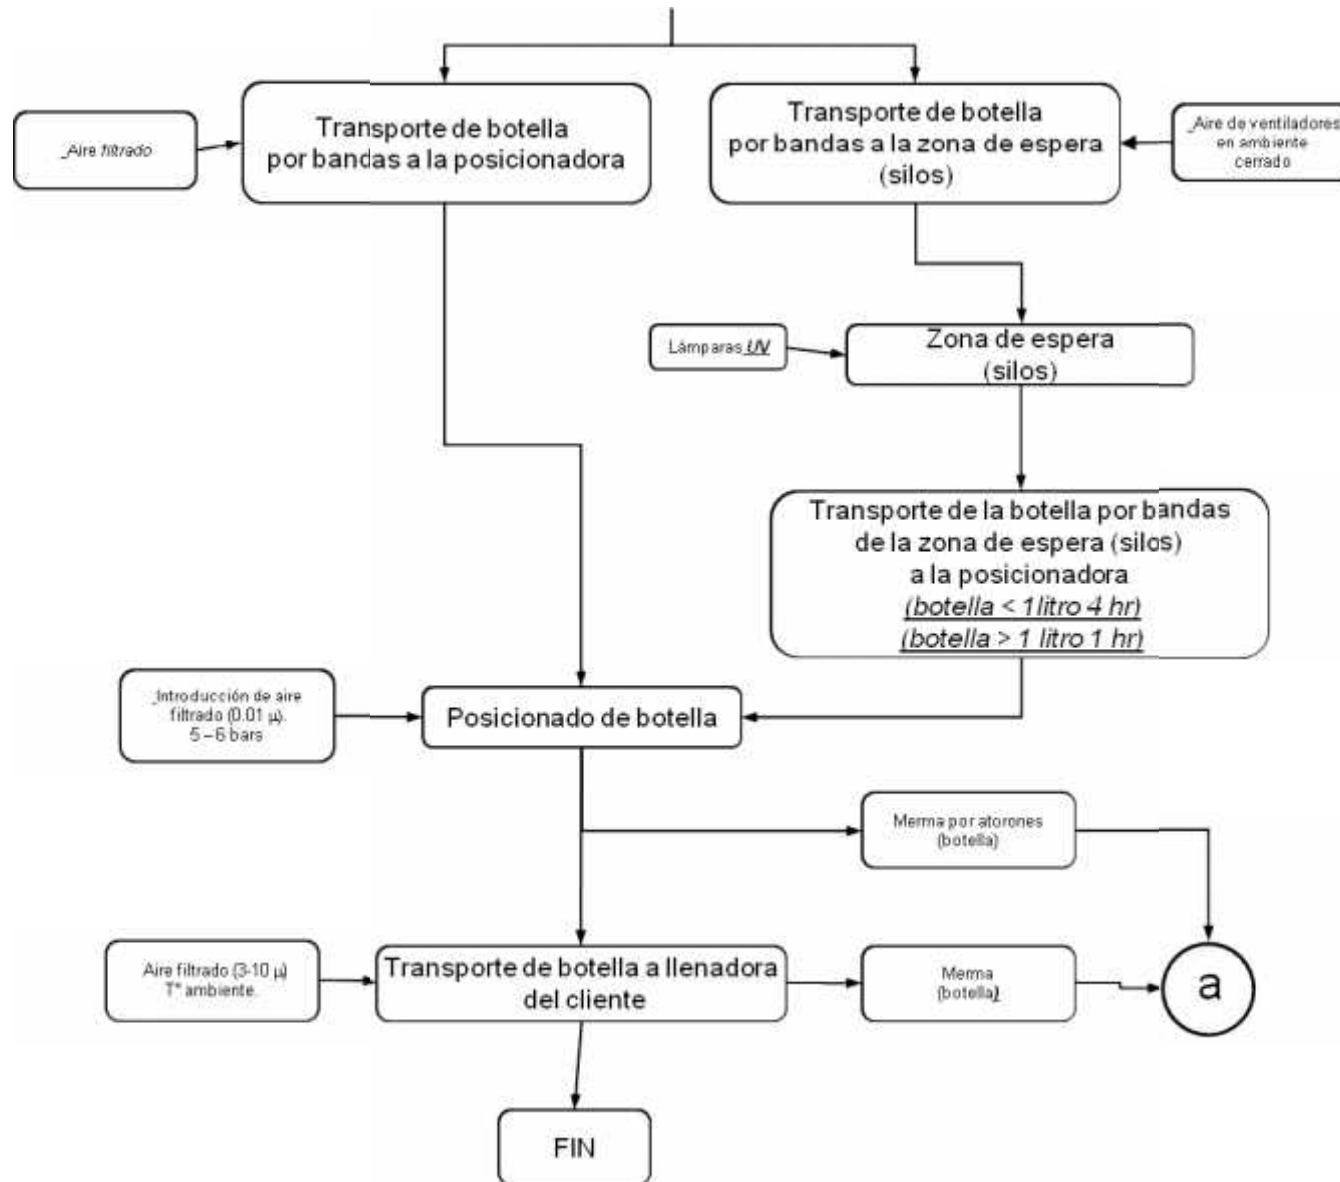 Transporte de botella
por bandas a la posicionadora
Transporte de botella
por bandas a la zona de espera
(silos)
_Aire filtrado
_Aire de ventiladores
en ambiente
cerrado
Lámparas UV
Zona de espera
(silos)
Transporte de la botella por bandas
de la zona de espera (silos)
a la posicionadora
(botella < 1litro 4 hr)
(botella > 1 litro 1 hr)
_Introducción de aire
filtrado (0.01 µ).
5 – 6 bars
Posicionado de botella
Merma por atorones
(botella)
Aire filtrado (3-10 µ)
T° ambiente.
Transporte de botella a llenadora
del cliente
Merma
(botella)
a
FIN